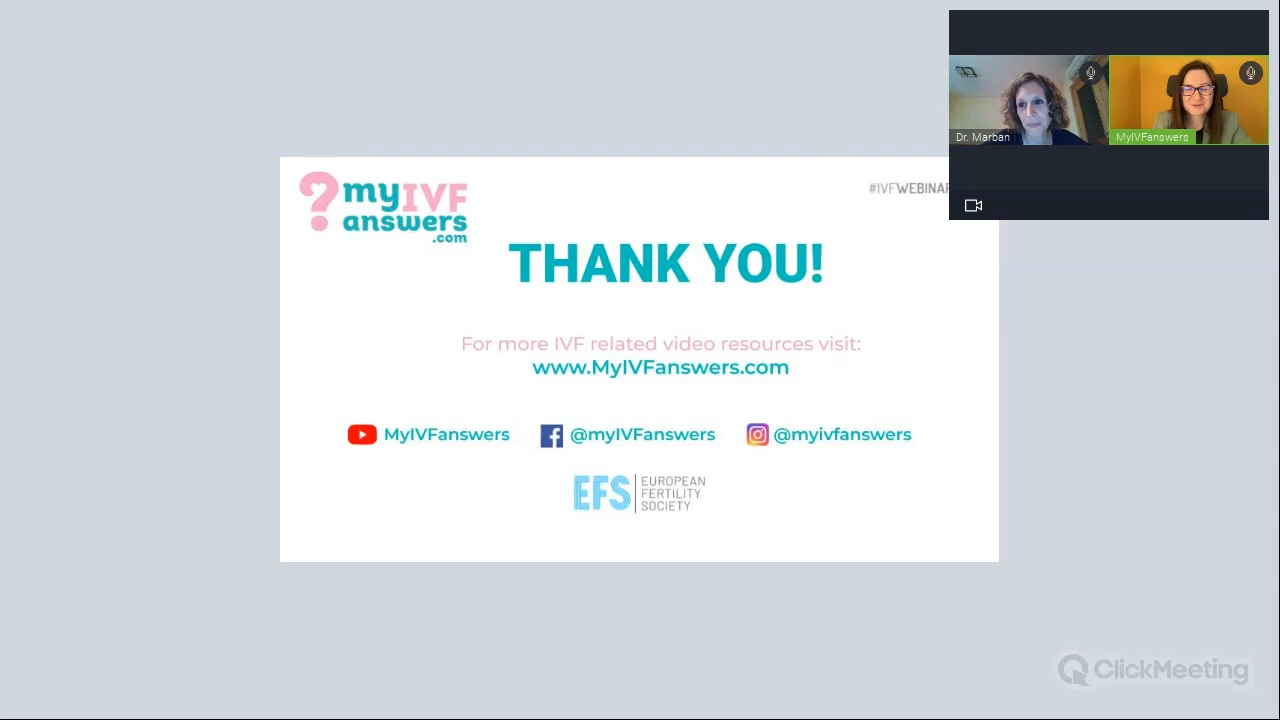 Dr. Marban
MyIVFanswers
?myIVF
answers
.com
#IVFWEBINAR
THANK YOU!
For more IVF related video resources visit:
www.MyIVFanswers.com
MyIVFanswers
@myIVFanswers
@myivfanswers
EFS
EUROPEAN
FERTILITY
SOCIETY
ClickMeeting